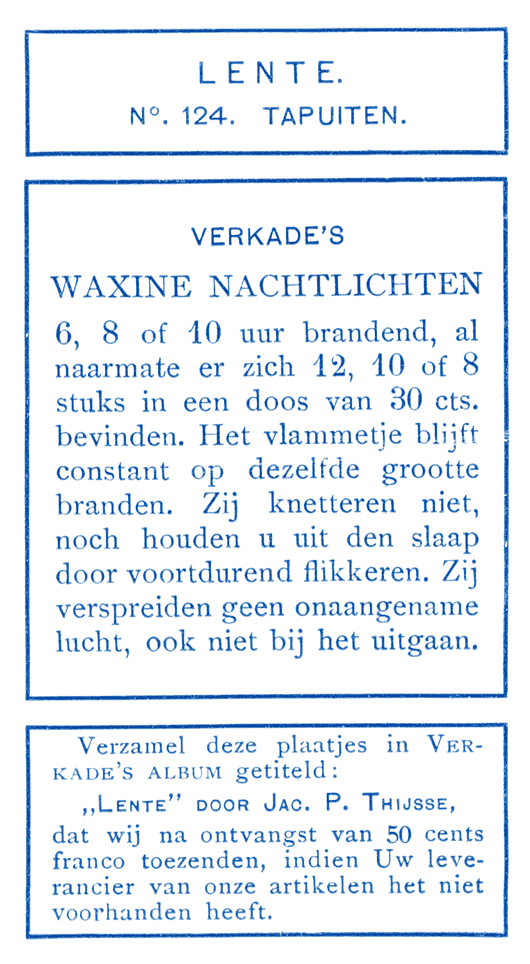 LENTE.
Nº. 124. TAPUITEN.
VERKADE'S
WAXINE NACHTLICHTEN
6, 8 of 10 uur brandend, al
naarmate er zich 12, 10 of 8
stuks in een doos van 30 cts.
bevinden. Het vlammetje blijft
constant op dezelfde grootte
branden. Zij knetteren niet,
noch houden u uit den slaap
door voortdurend flikkeren. Zij
verspreiden geen onaangename
lucht, ook niet bij het uitgaan.
Verzamel deze plaatjes in VER-
KADE'S ALBUM getiteld:
„LENTE” DOOR JAC. P. THIJSSE,
dat wij na ontvangst van 50 cents
franco toezenden, indien Uw leve-
rancier van onze artikelen het niet
voorhanden heeft.